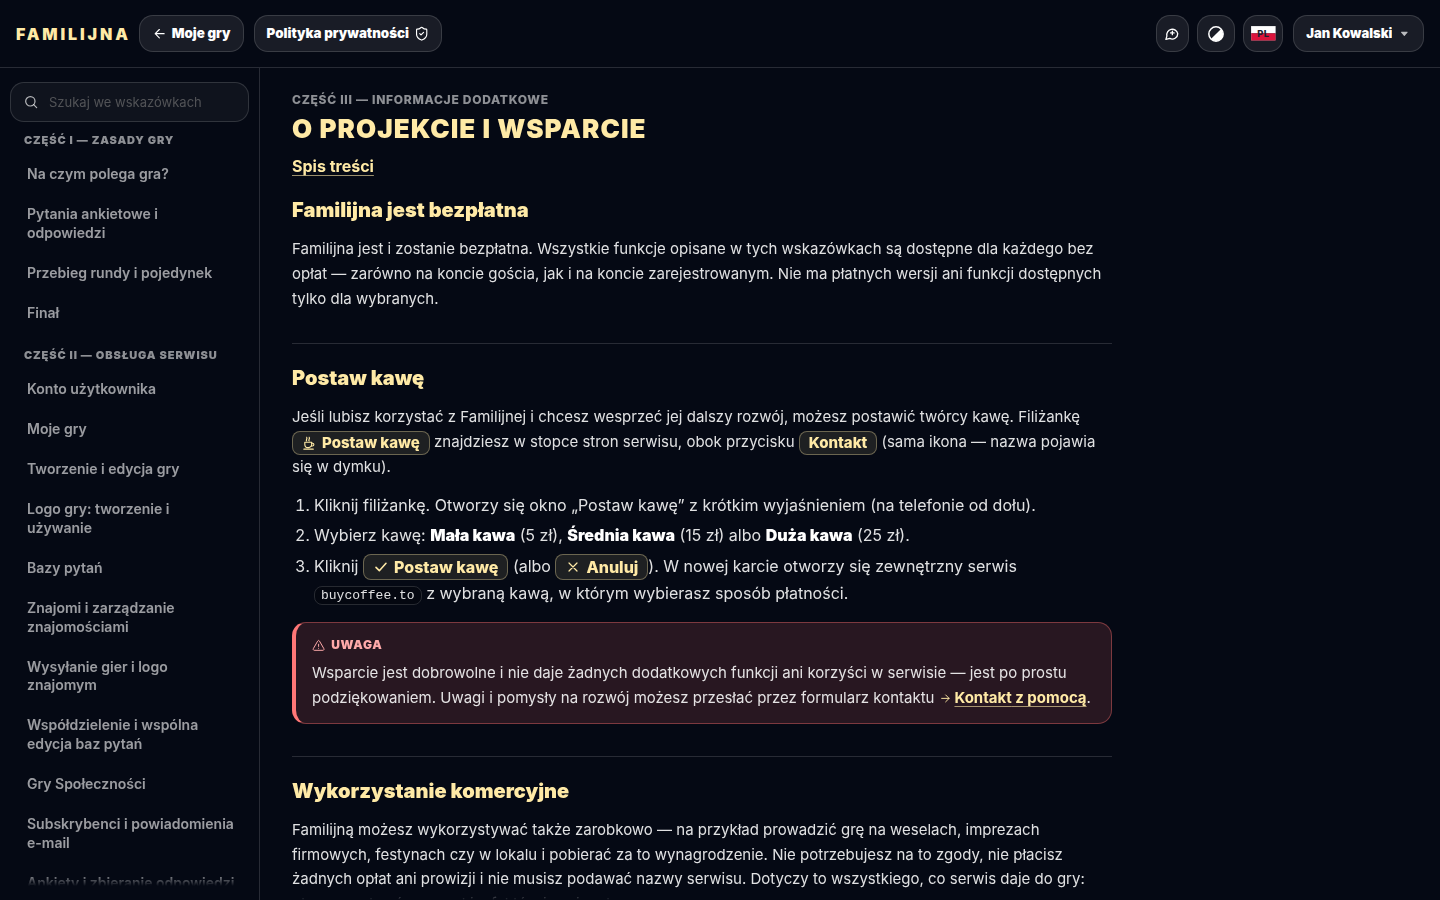 FAMILIJNA
← Moje gry
Polityka prywatności
PL
Jan Kowalski
Szukaj we wskazówkach
CZĘŚĆ I — ZASADY GRY
Na czym polega gra?
Pytania ankietowe i
odpowiedzi
Przebieg rundy i pojedynek
Finał
CZĘŚĆ II — OBSŁUGA SERWISU
Konto użytkownika
Moje gry
Tworzenie i edycja gry
Logo gry: tworzenie i
używanie
Bazy pytań
Znajomi i zarządzanie
znajomościami
Wysyłanie gier i logo
znajomym
Współdzielenie i wspólna
edycja baz pytań
Gry Społeczności
Subskrybenci i powiadomienia
e-mail
Ankiety i zbieranie odpowiedzi
CZĘŚĆ III — INFORMACJE DODATKOWE
O PROJEKCIE I WSPARCIE
Spis treści
Familijna jest bezpłatna
Familijna jest i zostanie bezpłatna. Wszystkie funkcje opisane w tych wskazówkach są dostępne dla każdego bez
opłat — zarówno na koncie gościa, jak i na koncie zarejestrowanym. Nie ma płatnych wersji ani funkcji dostępnych
tylko dla wybranych.
Postaw kawę
Jeśli lubisz korzystać z Familijnej i chcesz wesprzeć jej dalszy rozwój, możesz postawić twórcy kawę. Filiżankę
Postaw kawę znajdziesz w stopce stron serwisu, obok przycisku Kontakt (sama ikona — nazwa pojawia
się w dymku).
1. Kliknij filiżankę. Otworzy się okno „Postaw kawę” z krótkim wyjaśnieniem (na telefonie od dołu).
2. Wybierz kawę: Mała kawa (5 zł), Średnia kawa (15 zł) albo Duża kawa (25 zł).
3. Kliknij ✓ Postaw kawę (albo ✕ Anuluj). W nowej karcie otworzy się zewnętrzny serwis
buycoffee.to z wybraną kawą, w którym wybierasz sposób płatności.
UWAGA
Wsparcie jest dobrowolne i nie daje żadnych dodatkowych funkcji ani korzyści w serwisie — jest po prostu
podziękowaniem. Uwagi i pomysły na rozwój możesz przesłać przez formularz kontaktu → Kontakt z pomocą.
Wykorzystanie komercyjne
Familijną możesz wykorzystywać także zarobkowo — na przykład prowadzić grę na weselach, imprezach
firmowych, festynach czy w lokalu i pobierać za to wynagrodzenie. Nie potrzebujesz na to zgody, nie płacisz
żadnych opłat ani prowizji i nie musisz podawać nazwy serwisu. Dotyczy to wszystkiego, co serwis daje do gry: